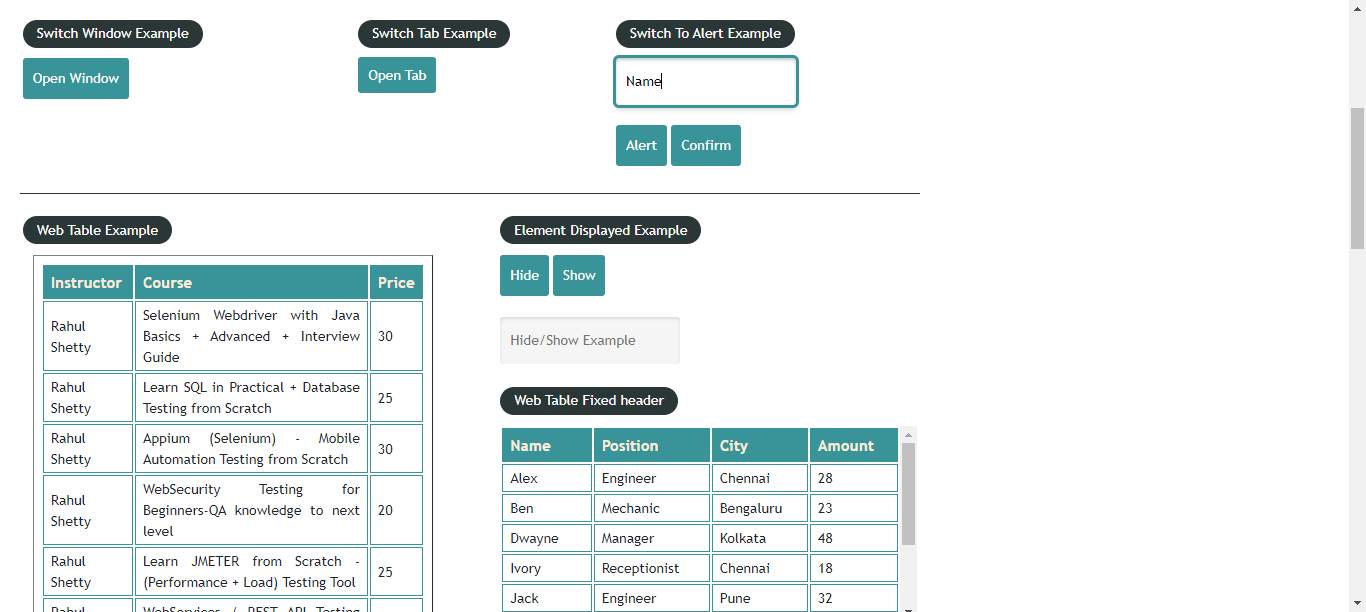 Switch Window Example
Switch Tab Example
Switch To Alert Example
Open Window
Open Tab
Name
Alert
Confirm
Web Table Example
Instructor Course Price
Rahul
Shetty
Selenium Webdriver with Java
Basics + Advanced + Interview
Guide
30
Rahul
Shetty
Learn SQL in Practical + Database
Testing from Scratch
25
Rahul
Shetty
Appium (Selenium) - Mobile
Automation Testing from Scratch
30
Rahul
Shetty
WebSecurity Testing for
Beginners-QA knowledge to next
level
20
Rahul
Shetty
Learn JMETER from Scratch -
(Performance + Load) Testing Tool
25
Rahul
WebServices / REST API Testing
Element Displayed Example
Hide
Show
Hide/Show Example
Web Table Fixed header
Name Position City Amount
Alex Engineer Chennai 28
Ben Mechanic Bengaluru 23
Dwayne Manager Kolkata 48
Ivory Receptionist Chennai 18
Jack Engineer Pune 32